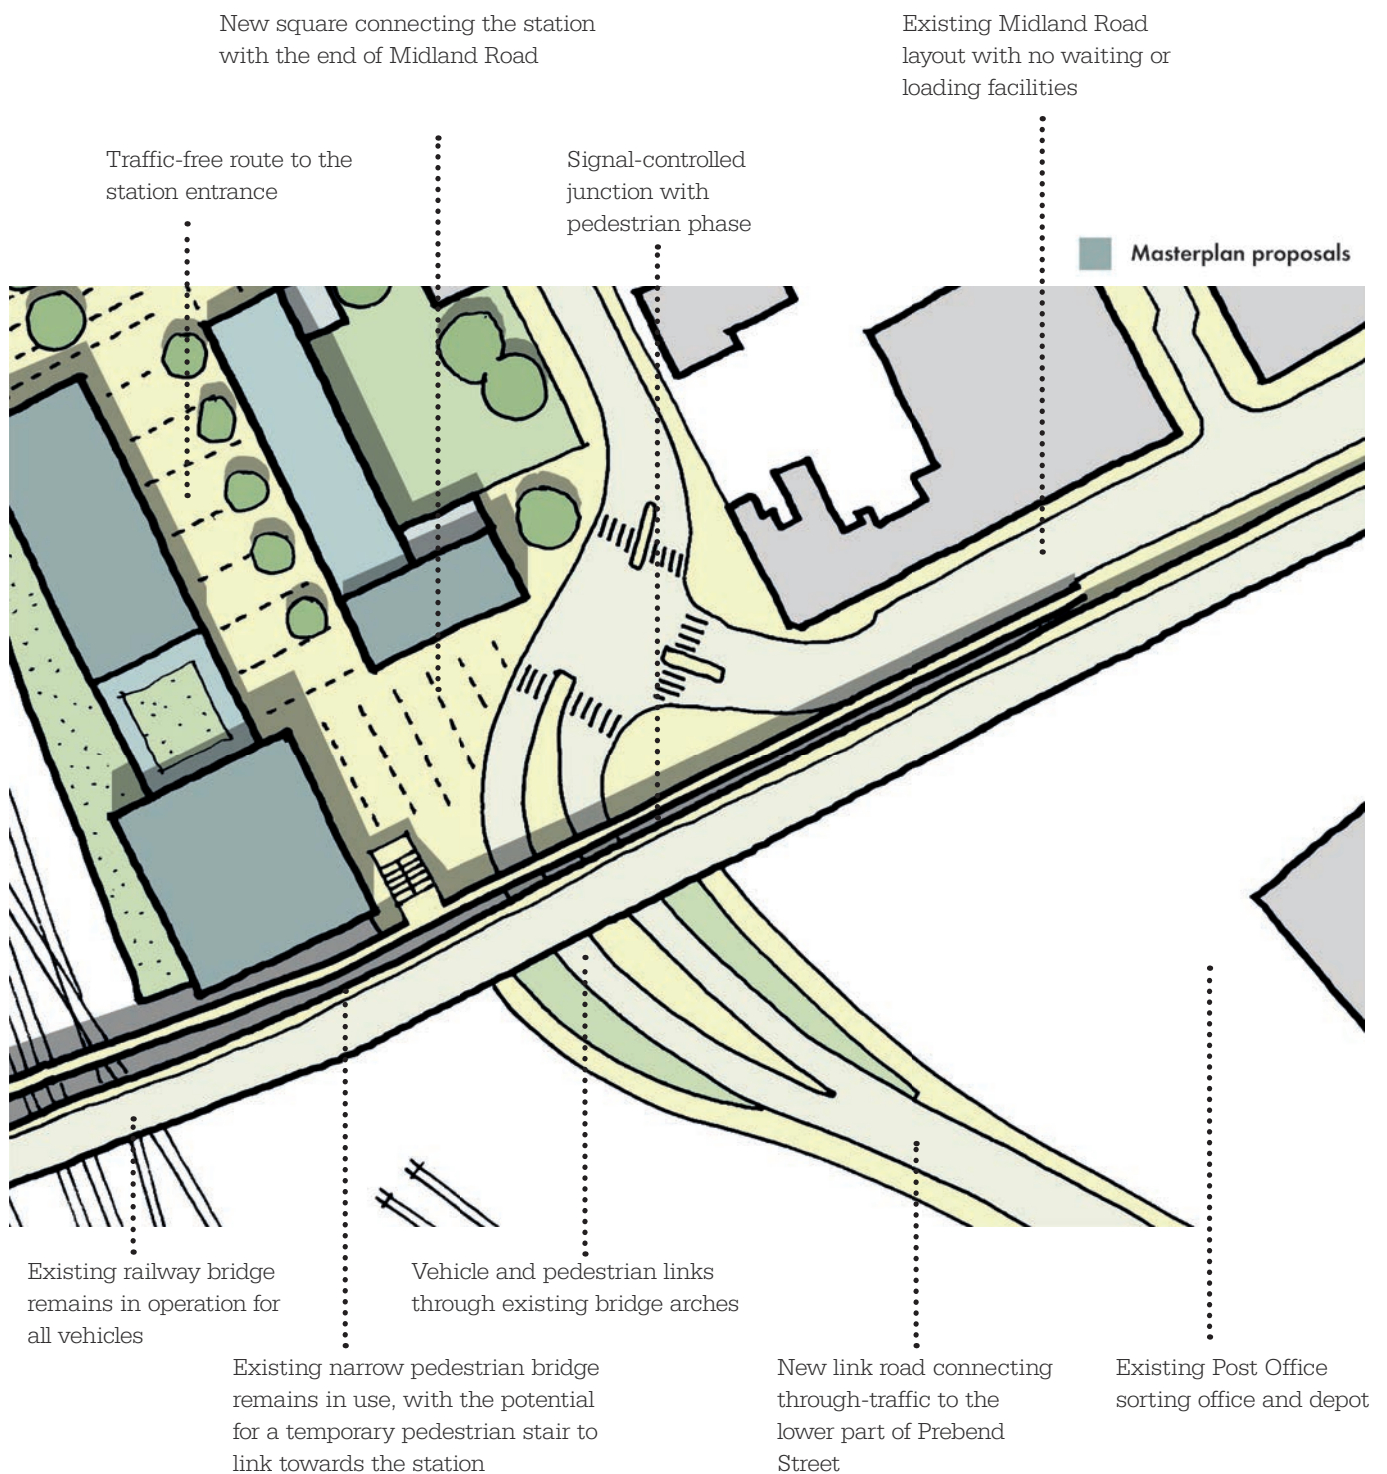 New square connecting the station
with the end of Midland Road
Existing Midland Road
layout with no waiting or
loading facilities
Traffic-free route to the
station entrance
Signal-controlled
junction with
pedestrian phase
Masterplan proposals
Existing railway bridge
remains in operation for
all vehicles
Vehicle and pedestrian links
through existing bridge arches
Existing narrow pedestrian bridge
remains in use, with the potential
for a temporary pedestrian stair to
link towards the station
New link road connecting
through-traffic to the
lower part of Prebend
Street
Existing Post Office
sorting office and depot